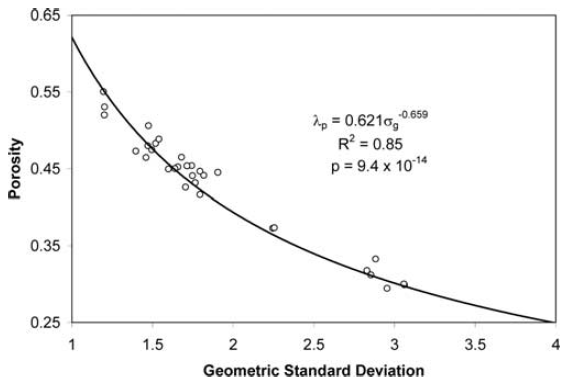 0.65
0.55
0.45
0.35
0.25
Porosity
λp = 0.621σg^-0.659
R² = 0.85
p = 9.4 x 10^-14
1 1.5 2 2.5 3 3.5 4
Geometric Standard Deviation